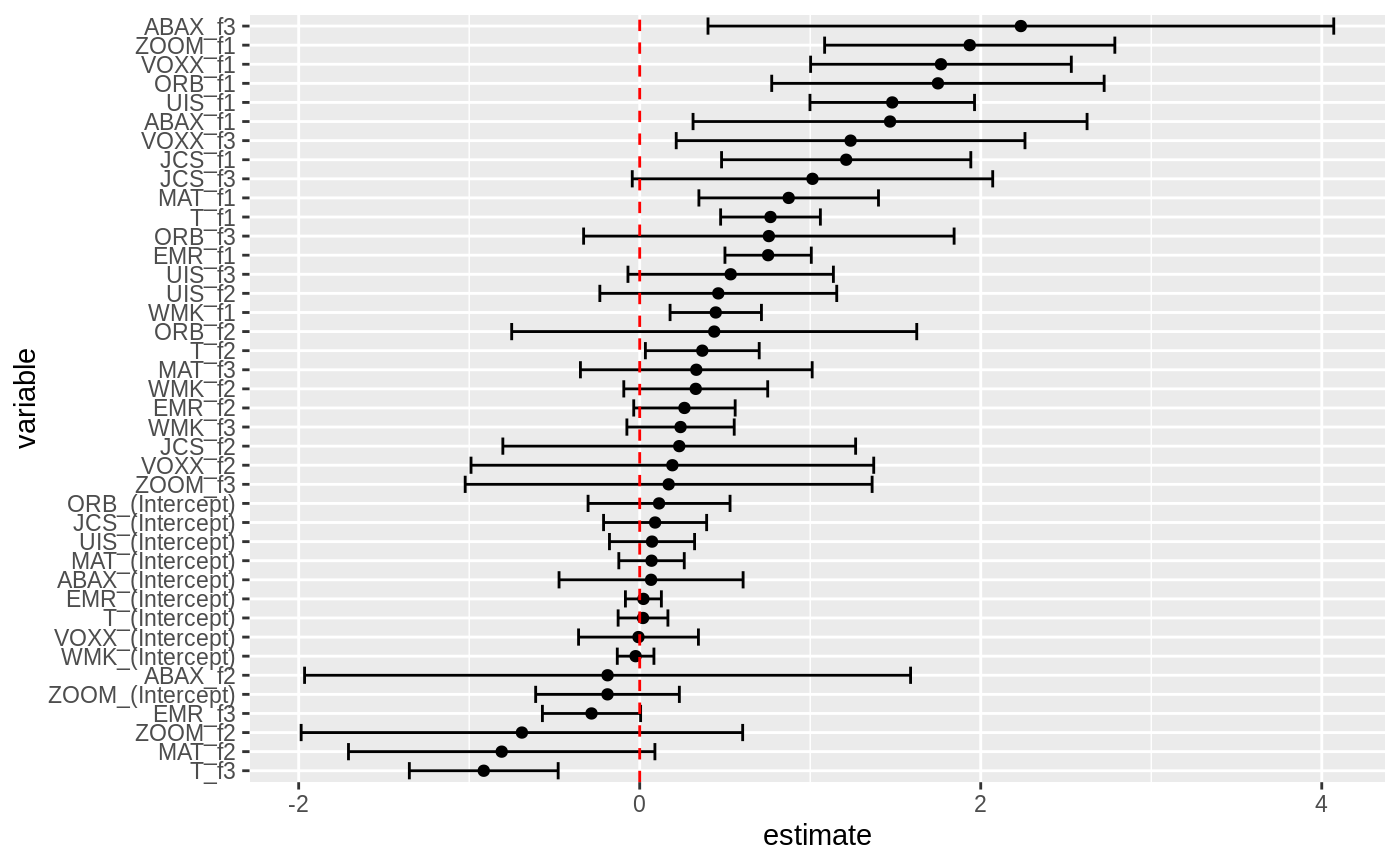 ABAX_f3
ZOOM_f1
VOXX_f1
ORB_f1
UIS_f1
ABAX_f1
VOXX_f3
JCS_f1
JCS_f3
MAT_f1
T_f1
ORB_f3
EMR_f1
UIS_f3
UIS_f2
WMK_f1
ORB_f2
T_f2
MAT_f3
WMK_f2
EMR_f2
WMK_f3
JCS_f2
VOXX_f2
ZOOM_f3
ORB_(Intercept)
JCS_(Intercept)
UIS_(Intercept)
MAT_(Intercept)
ABAX_(Intercept)
EMR_(Intercept)
T_(Intercept)
VOXX_(Intercept)
WMK_(Intercept)
ABAX_f2
ZOOM_(Intercept)
EMR_f3
ZOOM_f2
MAT_f2
T_f3
variable
-2 0 2 4
estimate